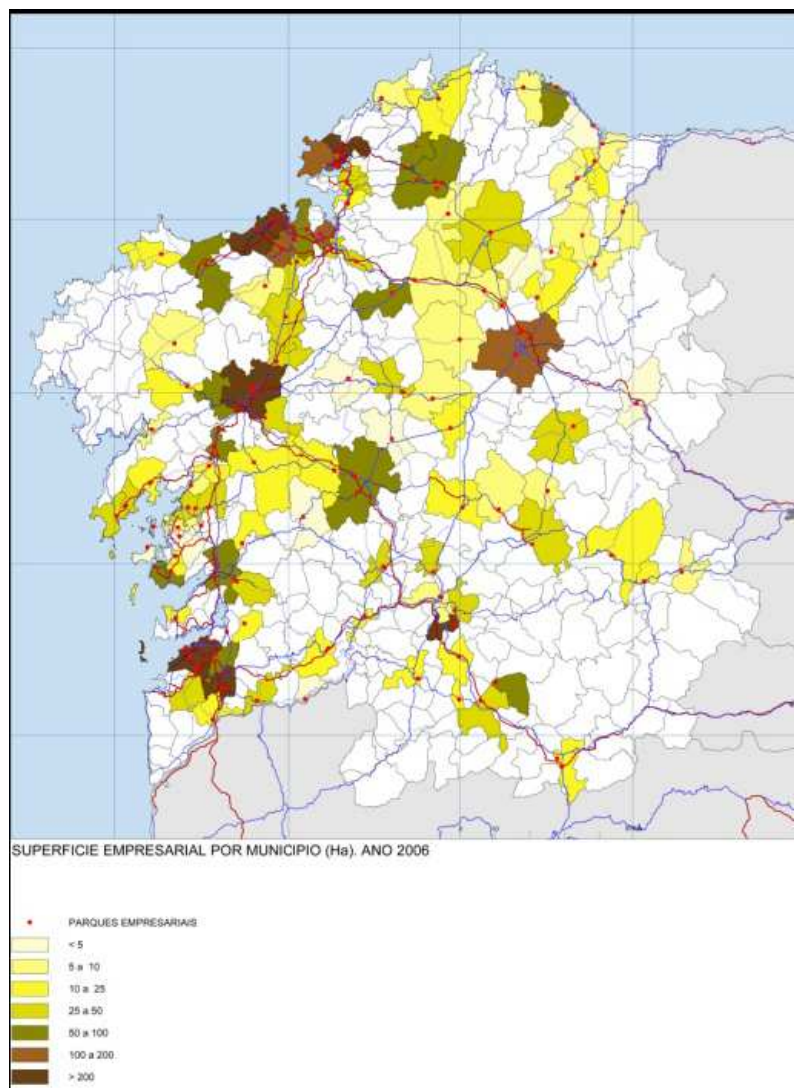 SUPERFICIE EMPRESARIAL POR MUNICIPIO (Ha). ANO 2006
PARQUES EMPRESARIAIS
< 5
5 a 10
10 a 25
25 a 50
50 a 100
100 a 200
> 200